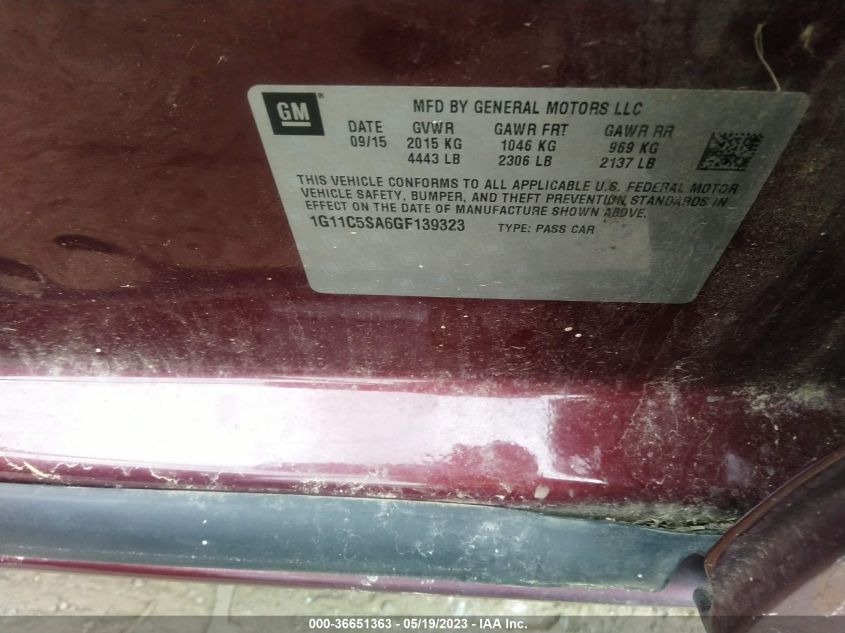 GM ®
MFD BY GENERAL MOTORS LLC
DATE GVWR GAWR FRT GAWR RR
09/15 2015 KG 1046 KG 969 KG
4443 LB 2306 LB 2137 LB
THIS VEHICLE CONFORMS TO ALL APPLICABLE U.S. FEDERAL MOTOR
VEHICLE SAFETY, BUMPER, AND THEFT PREVENTION STANDARDS IN
EFFECT ON THE DATE OF MANUFACTURE SHOWN ABOVE.
1G11C5SA6GF139323 TYPE: PASS CAR
000-36651363 - 05/19/2023 - IAA Inc.